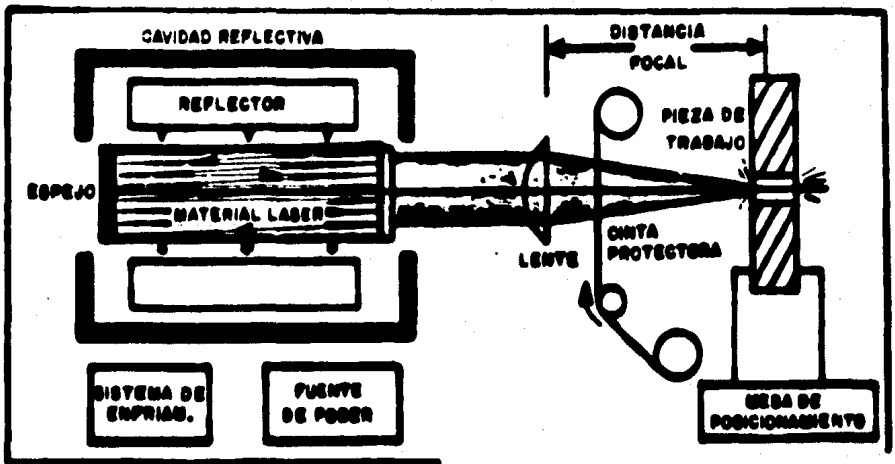 CAVIDAD REFLECTIVA
DISTANCIA
FOCAL
REFLECTOR
PIEZA DE
TRABAJO
ESPEJO
MATERIAL LASER
LENTE
CINTA
PROTECTORA
SISTEMA DE
ENFRIAM.
FUENTE
DE PODER
MESA DE
POSICIONAMIENTO